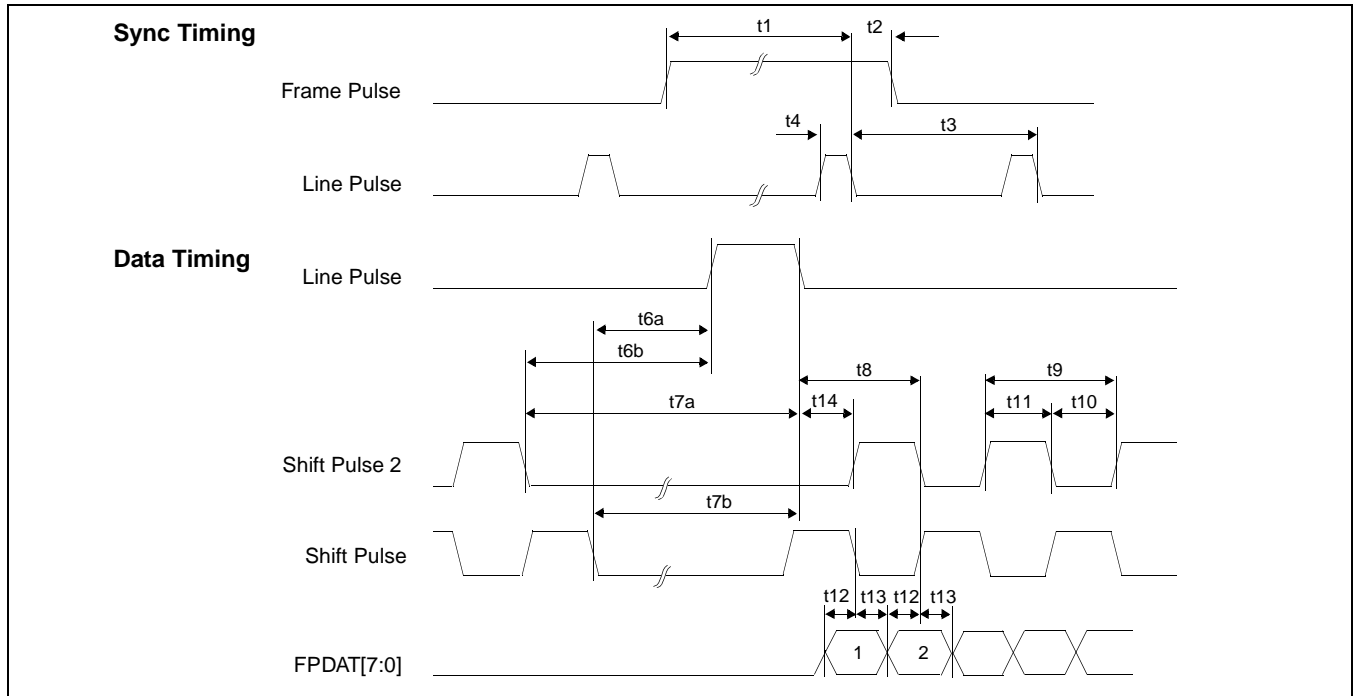 Sync Timing
t1
t2
Frame Pulse
t4
t3
Line Pulse
Data Timing
Line Pulse
t6a
t6b
t8
t9
t7a
t14
t11
t10
Shift Pulse 2
t7b
Shift Pulse
t12
t13
t12
t13
FPDAT[7:0]
1
2